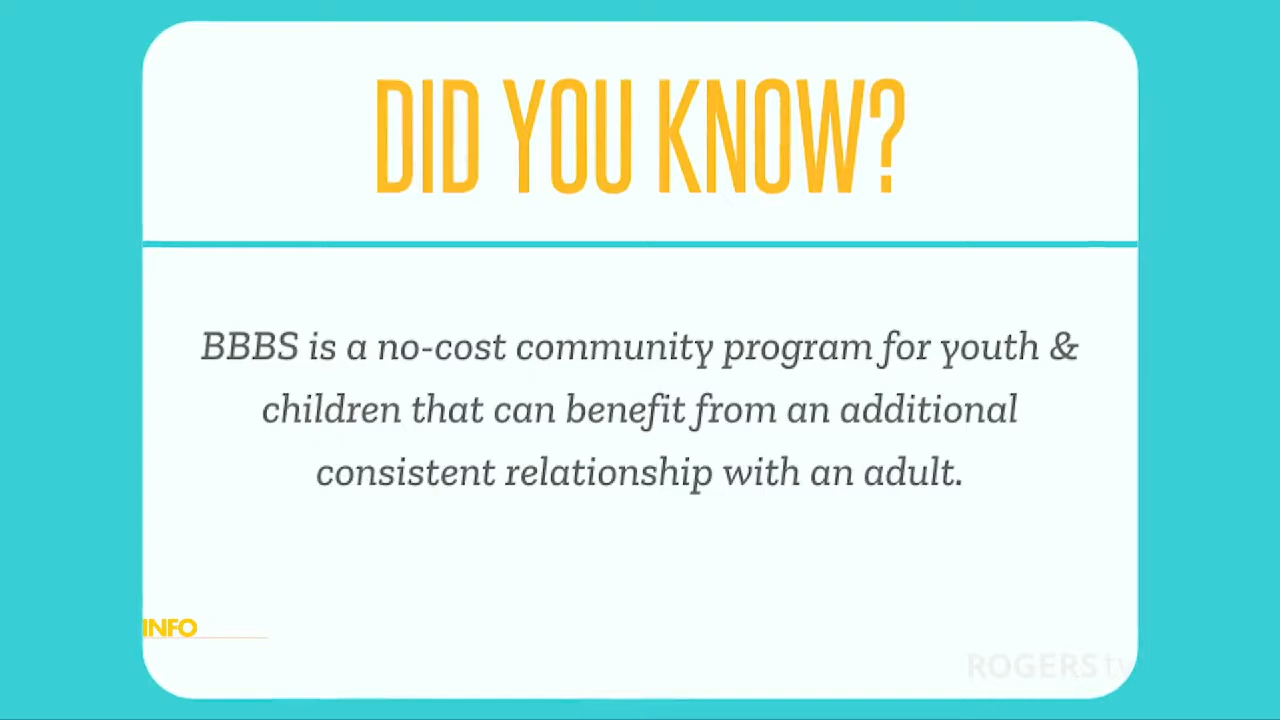 DID YOU KNOW?
BBBS is a no-cost community program for youth &
children that can benefit from an additional
consistent relationship with an adult.
INFO
ROGERS tv